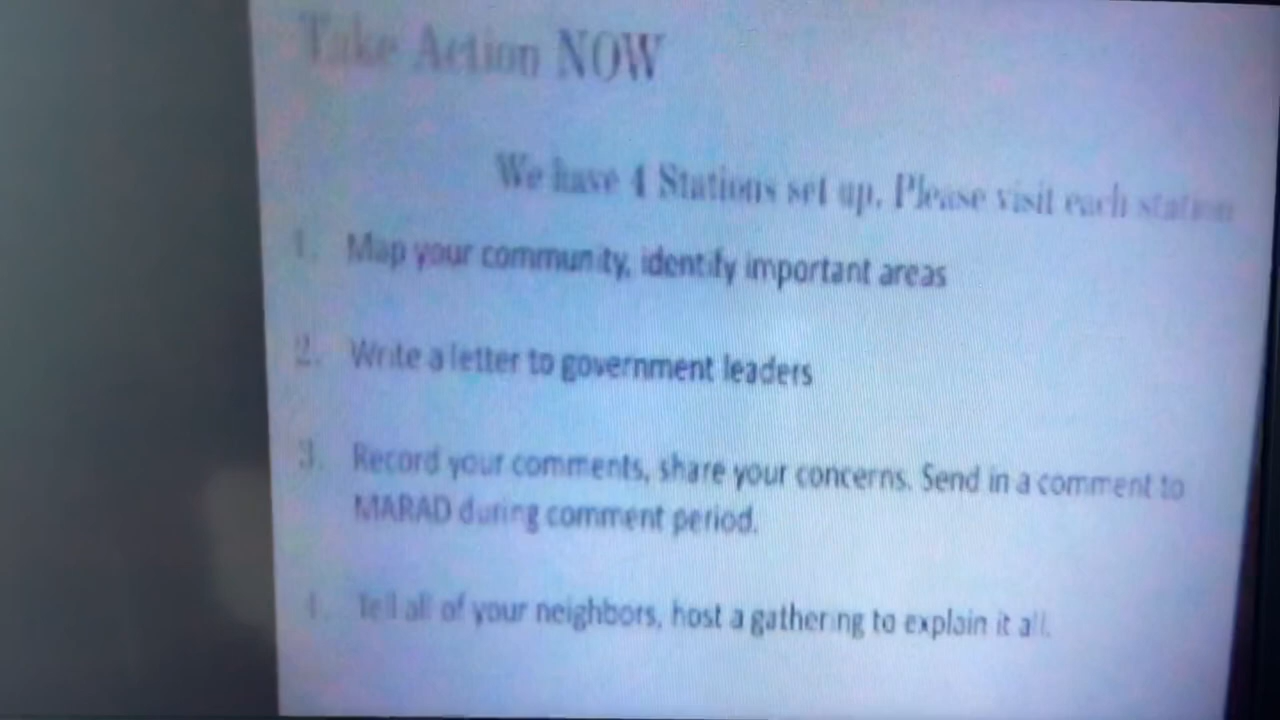 Take Action NOW
We have 4 Stations set up. Please visit each station
1. Map your community, identify important areas
2. Write a letter to government leaders
3. Record your comments, share your concerns. Send in a comment to
MARAD during comment period.
4. Tell all of your neighbors, host a gathering to explain it all.